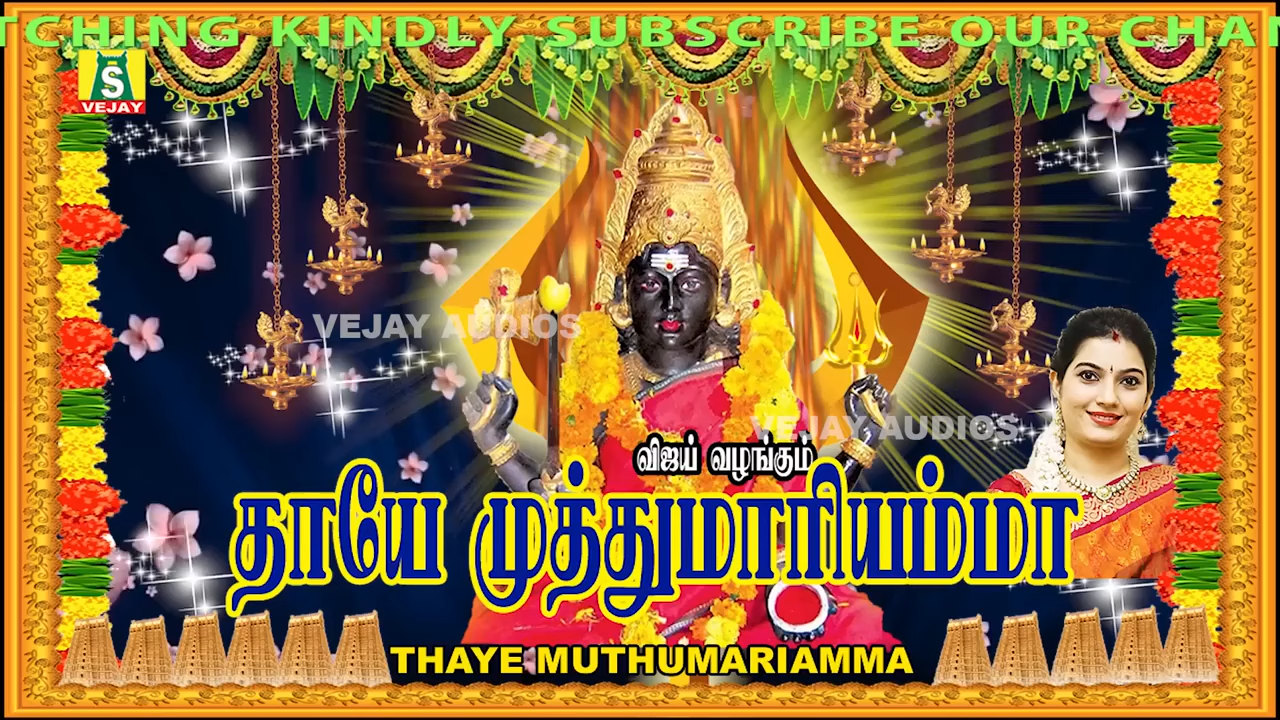 TCHING KINDLY SUBSCRIBE OUR CHA
S
VEJAY
VEJAY AUDIOS
VEJAY AUDIOS
விஜய் வழங்கும்
தாயே முத்துமாரியம்மா
THAYE MUTHUMARIAMMA